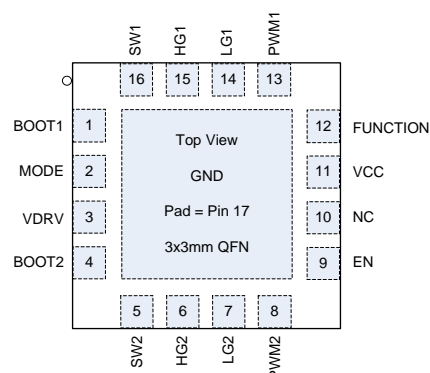 SW1
HG1
LG1
PWM1
16
15
14
13
BOOT1
1
MODE
2
VDRV
3
BOOT2
4
Top View
GND
Pad = Pin 17
3x3mm QFN
12
FUNCTION
11
VCC
10
NC
9
EN
5
6
7
8
SW2
HG2
LG2
PWM2